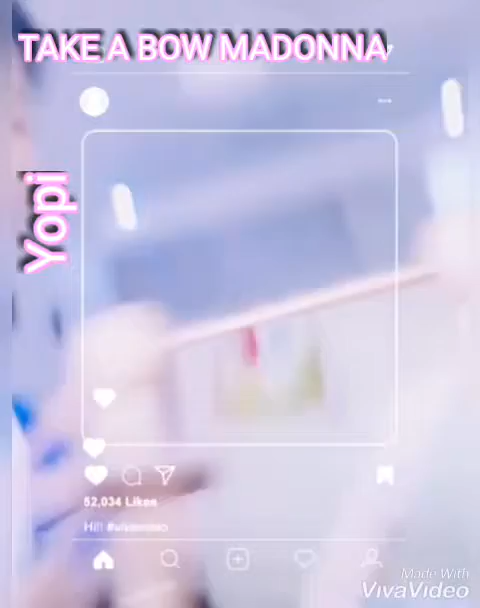 TAKE A BOW MADONNA
Yopi
52,034 Likes
Made With
VivaVideo